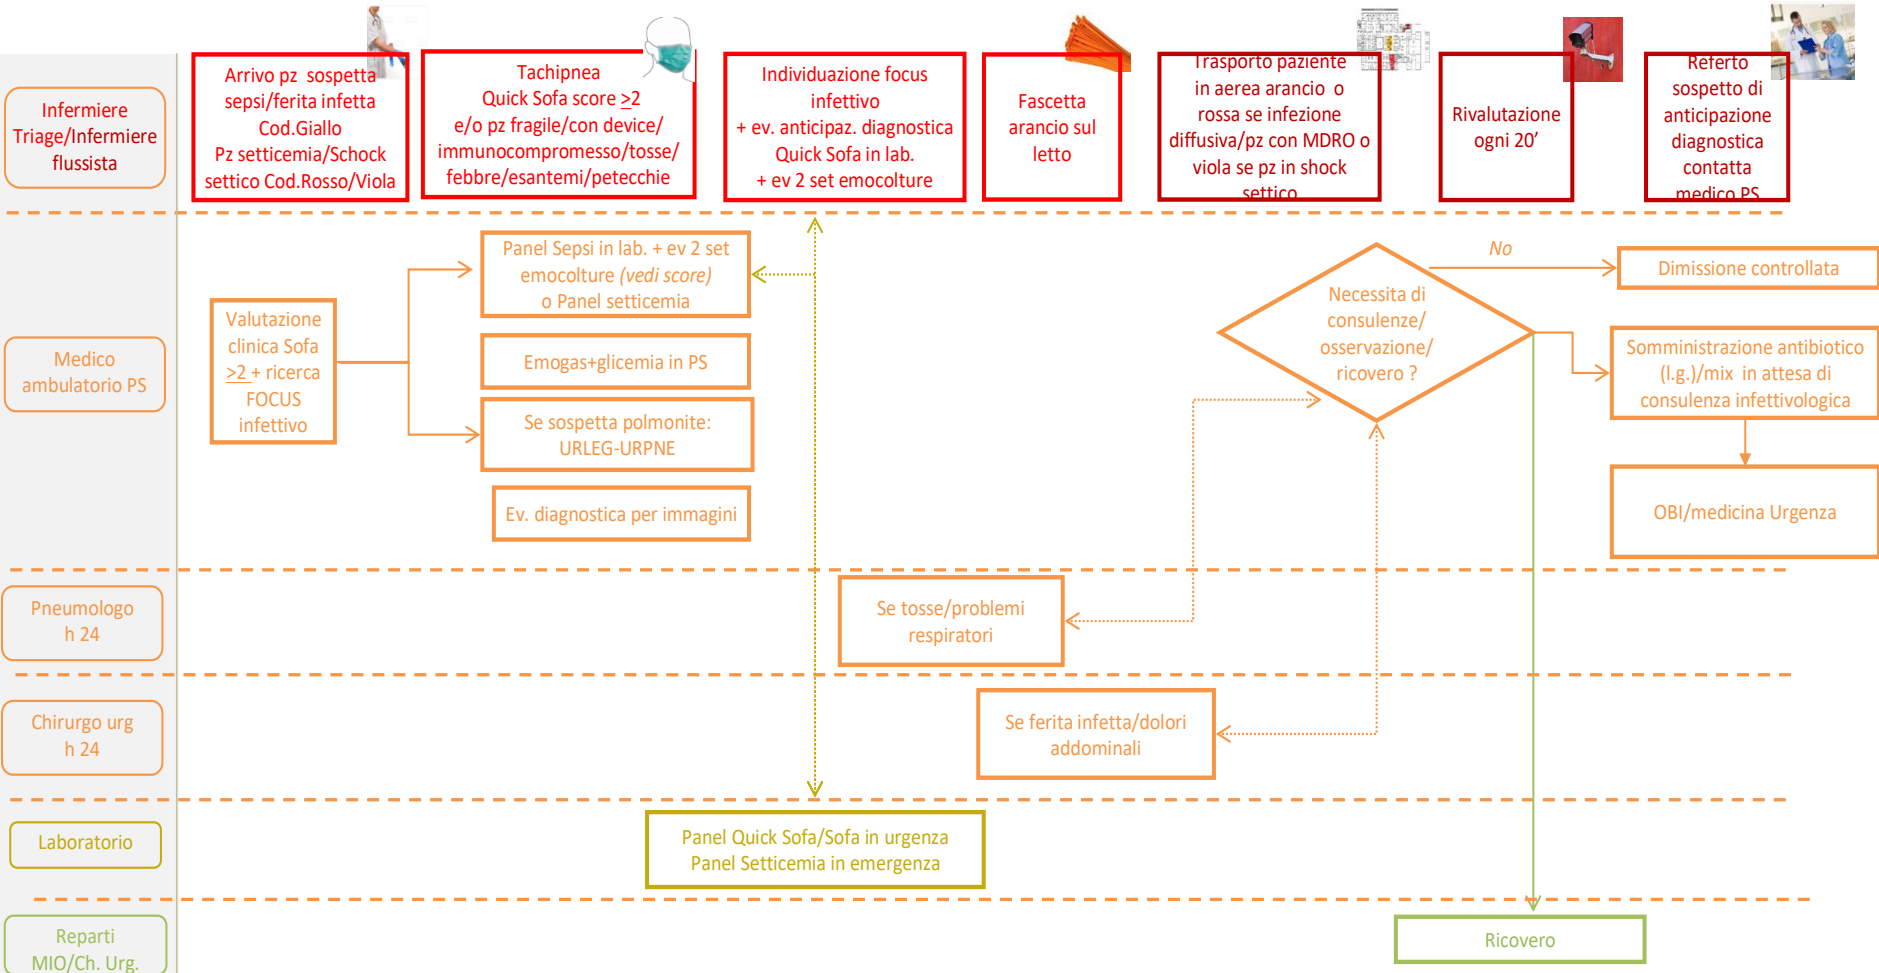 Infermiere
Triage/Infermiere
flussista
Arrivo pz sospetta
sepsi/ferita infetta
Cod.Giallo
Pz setticemia/Schock
settico Cod.Rosso/Viola
Tachipnea
Quick Sofa score >2
e/o pz fragile/con device/
immunocompromesso/tosse/
febbre/esantemi/petecchie
Individuazione focus
infettivo
+ ev. anticipaz. diagnostica
Quick Sofa in lab.
+ ev 2 set emocolture
Fascetta
arancio sul
letto
Trasporto paziente
in aerea arancio o
rossa se infezione
diffusiva/pz con MDRO o
viola se pz in shock
settico
Rivalutazione
ogni 20'
Referto
sospetto di
anticipazione
diagnostica
contatta
medico PS
Medico
ambulatorio PS
Valutazione
clinica Sofa
>2 + ricerca
FOCUS
infettivo
Panel Sepsi in lab. + ev 2 set
emocolture (vedi score)
o Panel setticemia
Emogas+glicemia in PS
Se sospetta polmonite:
URLEG-URPNE
Ev. diagnostica per immagini
Necessita di
consulenze/
osservazione/
ricovero ?
No
Dimissione controllata
Somministrazione antibiotico
(l.g.)/mix in attesa di
consulenza infettivologica
OBI/medicina Urgenza
Pneumologo
h 24
Se tosse/problemi
respiratori
Chirurgo urg
h 24
Se ferita infetta/dolori
addominali
Laboratorio
Panel Quick Sofa/Sofa in urgenza
Panel Setticemia in emergenza
Reparti
MIO/Ch. Urg.
Ricovero